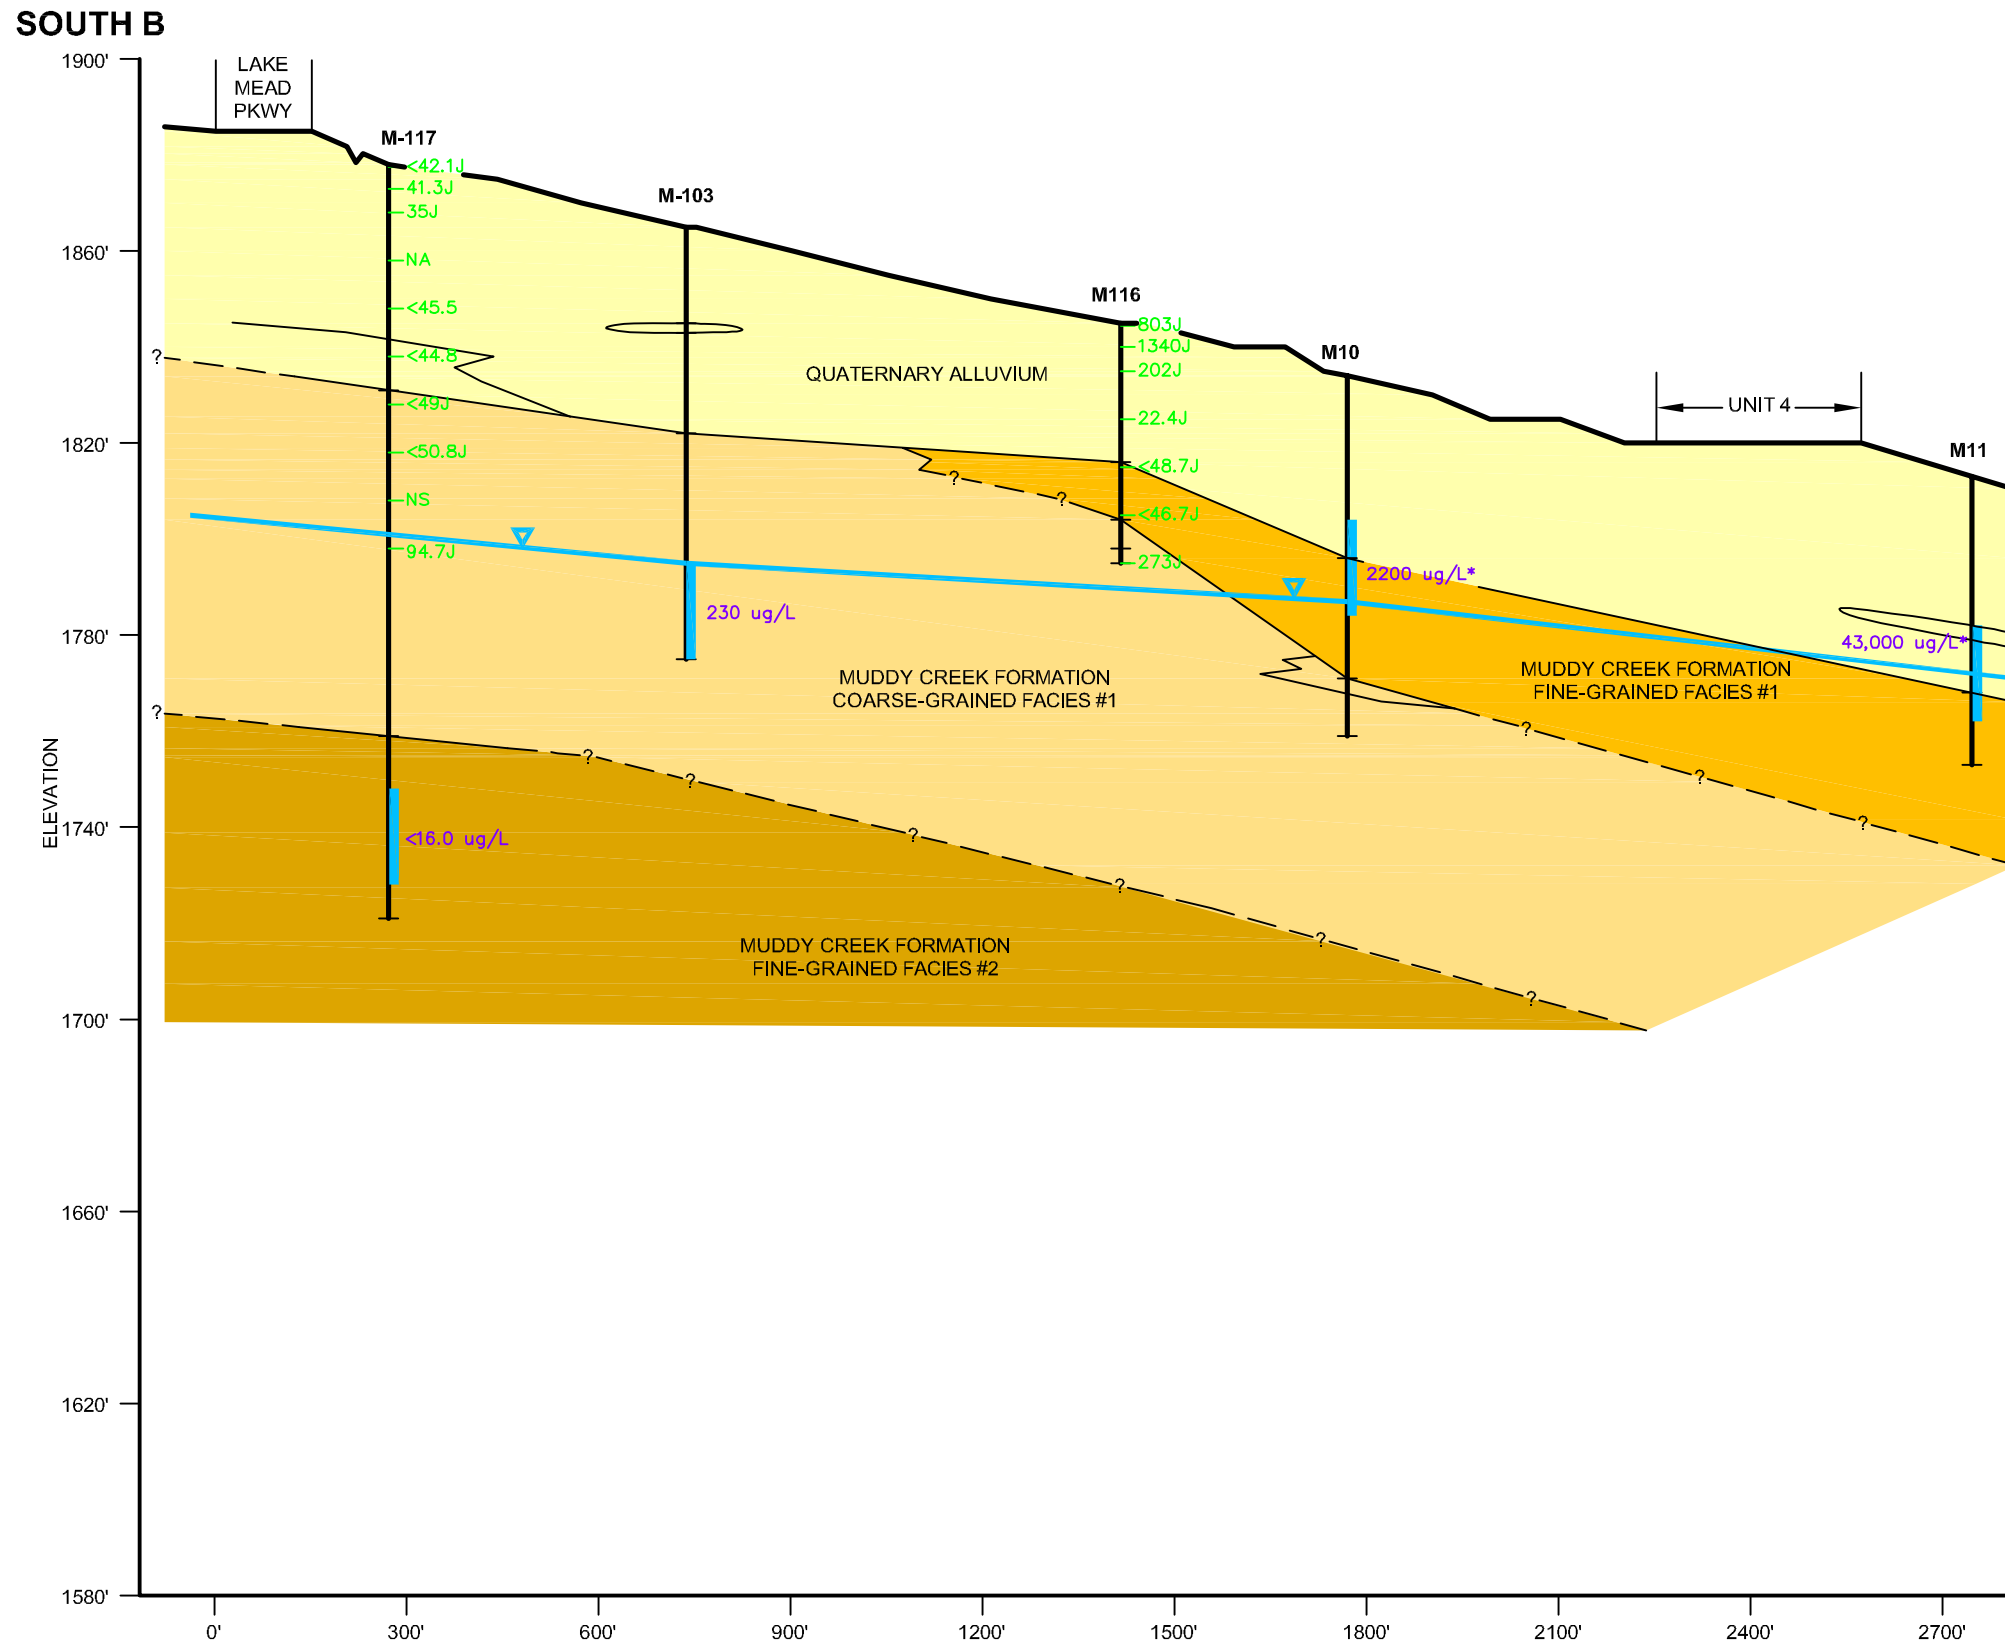 SOUTH B
1900'
1860'
1820'
1780'
1740'
1700'
1660'
1620'
1580'
ELEVATION
LAKE
MEAD
PKWY
M-117
<42.1J
41.3J
35J
NA
<45.5
<44.8
<49J
<50.8J
NS
94.7J
<16.0 ug/L
M-103
230 ug/L
QUATERNARY ALLUVIUM
M116
803J
1340J
202J
22.4J
<48.7J
<46.7J
273J
M10
2200 ug/L*
UNIT 4
M11
43,000 ug/L*
MUDDY CREEK FORMATION
COARSE-GRAINED FACIES #1
MUDDY CREEK FORMATION
FINE-GRAINED FACIES #1
MUDDY CREEK FORMATION
FINE-GRAINED FACIES #2
?
?
?
?
?
?
?
?
?
?
?
?
?
0'
300'
600'
900'
1200'
1500'
1800'
2100'
2400'
2700'